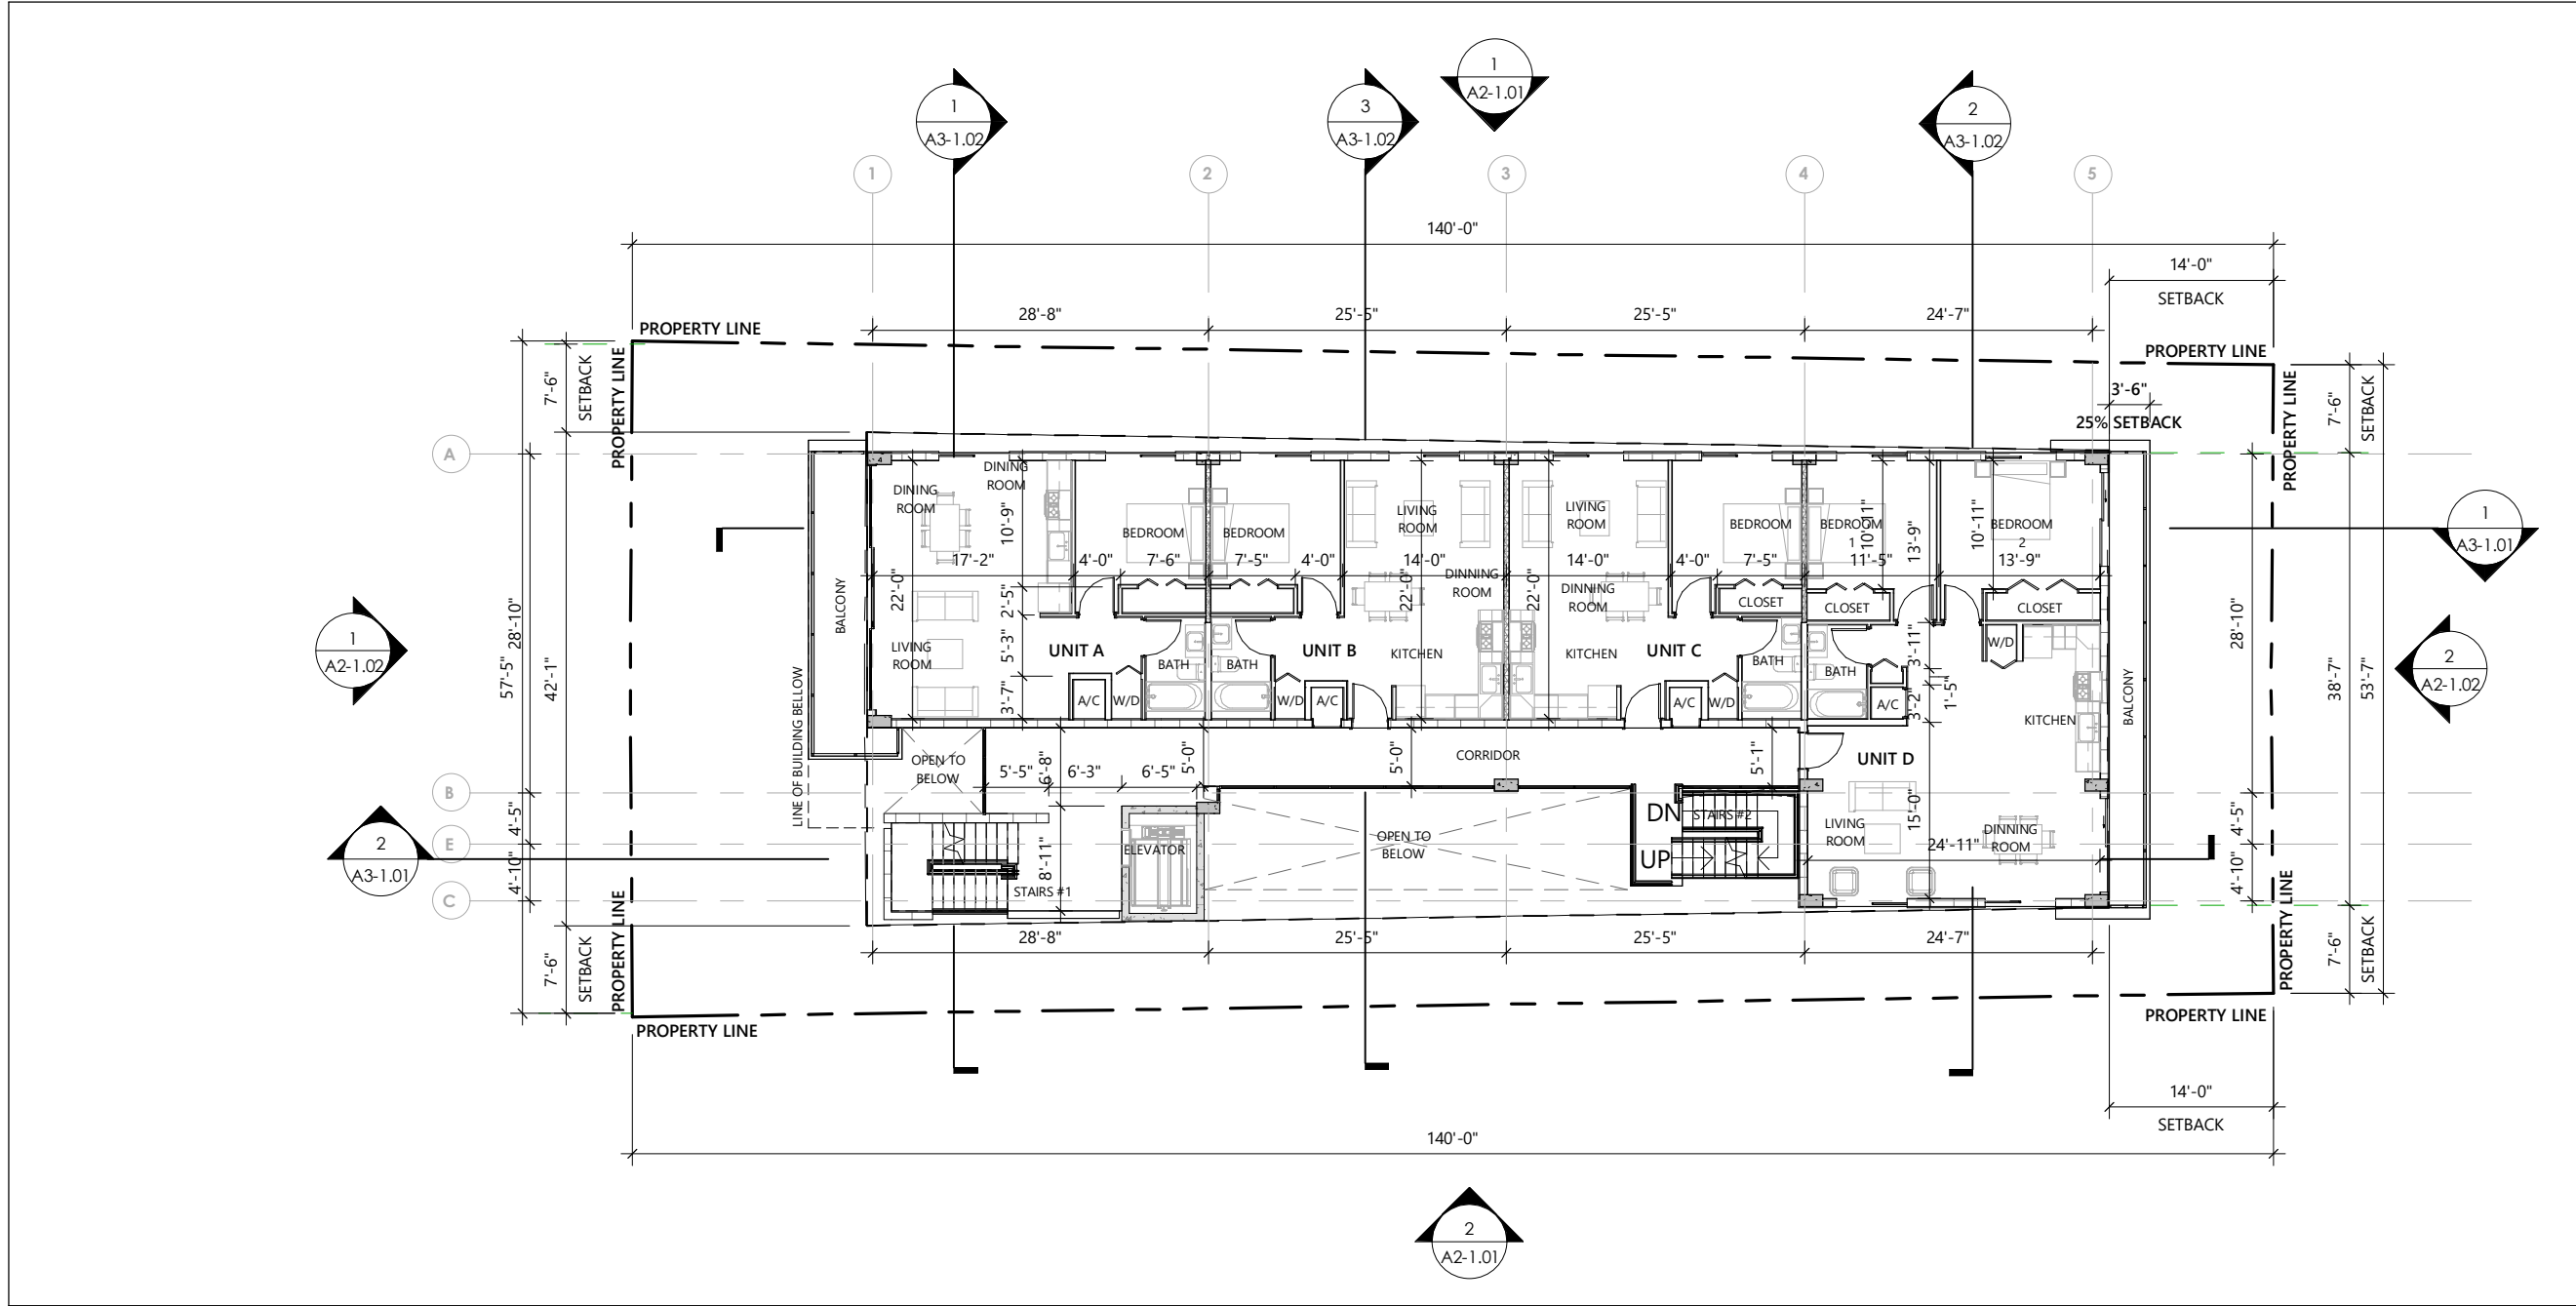 1
A2-1.01
1
A3-1.02
3
A3-1.02
2
A3-1.02
1
2
3
4
5
140'-0"
14'-0"
SETBACK
28'-8"
25'-5"
25'-5"
24'-7"
PROPERTY LINE
PROPERTY LINE
PROPERTY LINE
PROPERTY LINE
7'-6"
SETBACK
7'-6"
SETBACK
3'-6"
25% SETBACK
A
DINING
ROOM
DINING
ROOM
10'-9"
BEDROOM
BEDROOM
LIVING
ROOM
LIVING
ROOM
BEDROOM
BEDROOM
1
10'-11"
13'-9"
10'-11"
BEDROOM
2
1
A3-1.01
17'-2"
4'-0"
7'-6"
7'-5"
4'-0"
14'-0"
14'-0"
4'-0"
7'-5"
11'-5"
13'-9"
22'-0"
2'-5"
22'-0"
DINNING
ROOM
22'-0"
DINNING
ROOM
CLOSET
CLOSET
CLOSET
BALCONY
57'-5"
28'-10"
42'-1"
28'-10"
38'-7"
53'-7"
1
A2-1.02
2
A2-1.02
LIVING
ROOM
5'-3"
UNIT A
BATH
BATH
UNIT B
KITCHEN
KITCHEN
UNIT C
BATH
BATH
3'-11"
W/D
3'-7"
A/C
W/D
W/D
A/C
A/C
W/D
A/C
3'-2"
1'-5"
KITCHEN
BALCONY
LINE OF BUILDING BELLOW
OPEN TO
BELOW
5'-5"
6'-8"
6'-3"
6'-5"
5'-0"
5'-0"
CORRIDOR
5'-1"
UNIT D
B
4'-5"
4'-5"
DN
STAIRS #2
UP
15'-0"
LIVING
ROOM
DINNING
ROOM
24'-11"
E
ELEVATOR
OPEN TO
BELOW
2
A3-1.01
4'-10"
4'-10"
8'-11"
STAIRS #1
C
28'-8"
25'-5"
25'-5"
24'-7"
7'-6"
SETBACK
PROPERTY LINE
7'-6"
SETBACK
PROPERTY LINE
PROPERTY LINE
PROPERTY LINE
14'-0"
SETBACK
140'-0"
2
A2-1.01